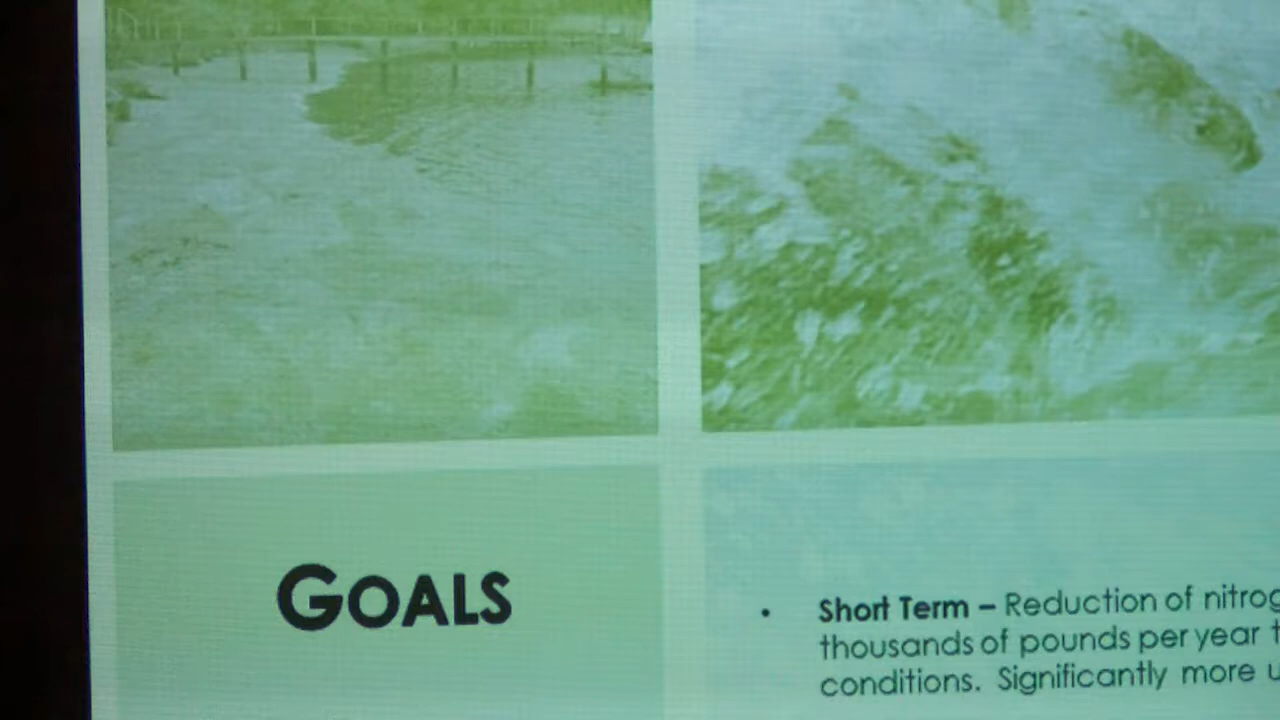 GOALS
• Short Term – Reduction of
thousands of pounds per year
conditions. Significantly more